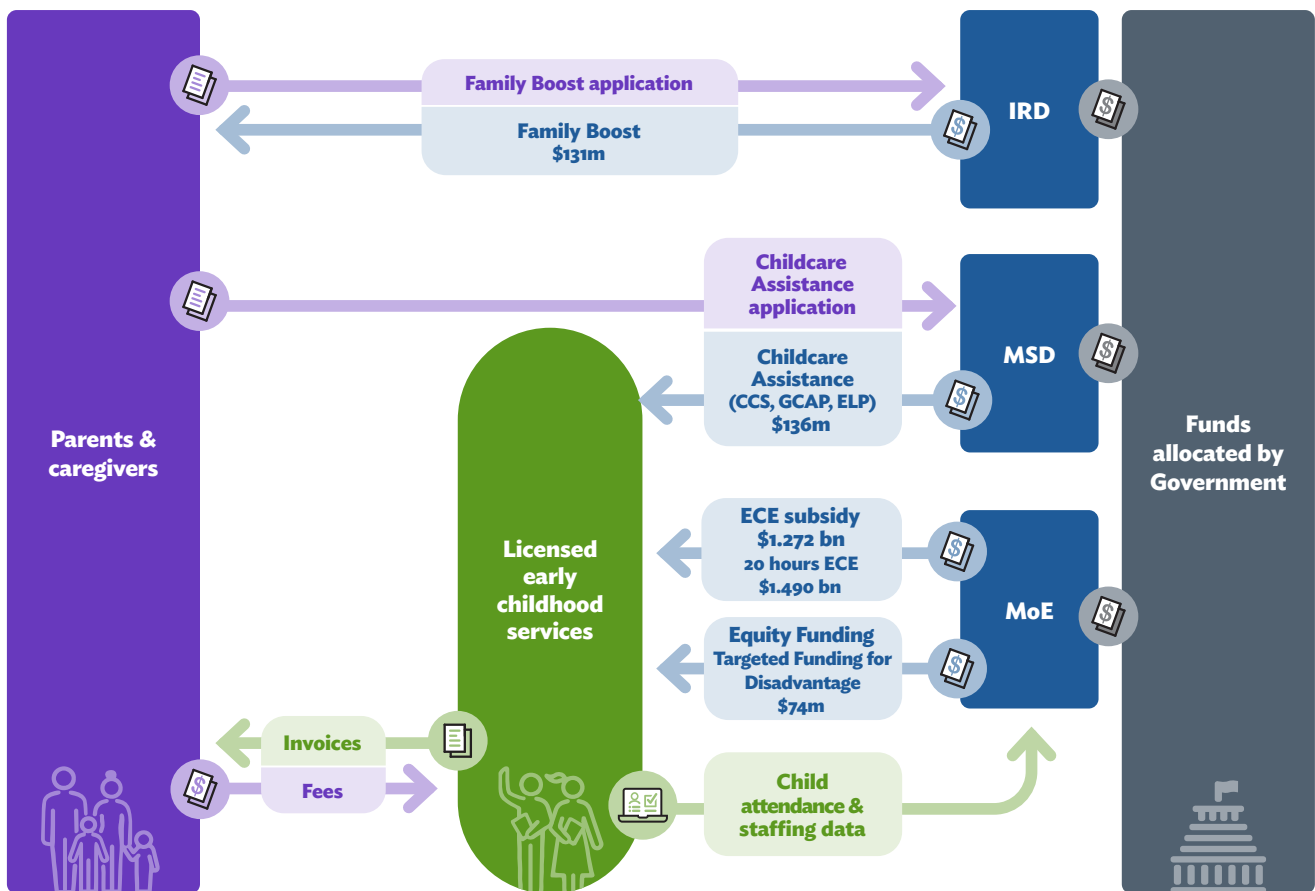 Family Boost application
Family Boost
$131m
IRD
Childcare
Assistance
application
Childcare
Assistance
(CCS, GCAP, ELP)
$136m
MSD
Parents &
caregivers
Funds
allocated by
Government
Licensed
early
childhood
services
ECE subsidy
$1.272 bn
20 hours ECE
$1.490 bn
MoE
Equity Funding
Targeted Funding for
Disadvantage
$74m
Invoices
Fees
Child
attendance &
staffing data